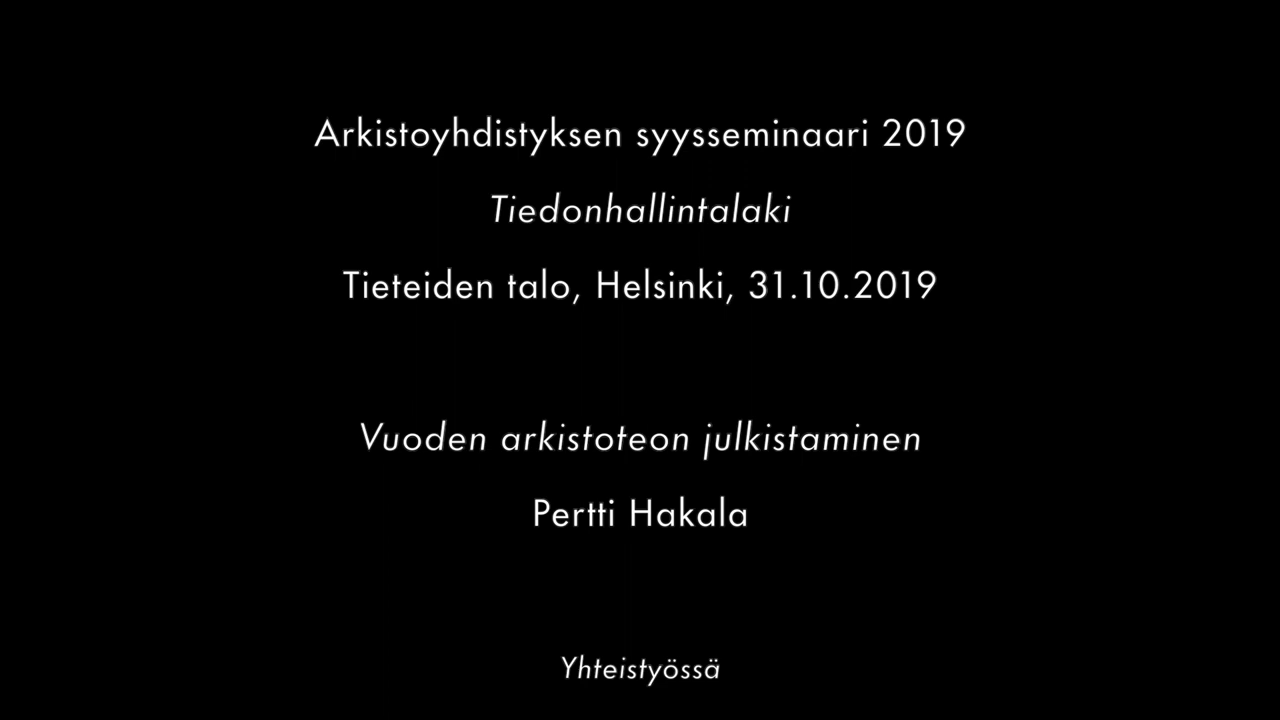 Arkistoyhdistyksen syysseminaari 2019
Tiedonhallintalaki
Tieteiden talo, Helsinki, 31.10.2019
Vuoden arkistoteon julkistaminen
Pertti Hakala
Yhteistyössä